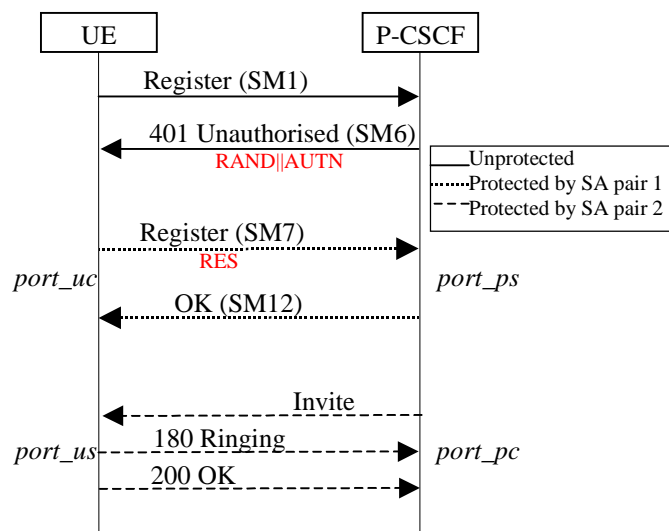 UE
P-CSCF
Register (SM1)
401 Unauthorised (SM6)
RAND||AUTN
Unprotected
Protected by SA pair 1
Protected by SA pair 2
Register (SM7)
RES
port_uc
port_ps
OK (SM12)
Invite
180 Ringing
port_us
port_pc
200 OK